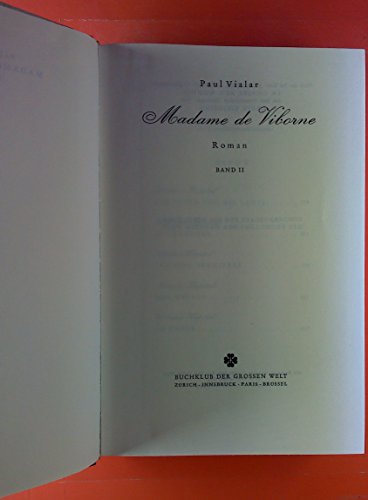 Paul Vialar
Madame de Viborne
Roman
BAND II
BUCHKLUB DER GROSSEN WELT
ZÜRICH - INNSBRUCK - PARIS - BRÜSSEL